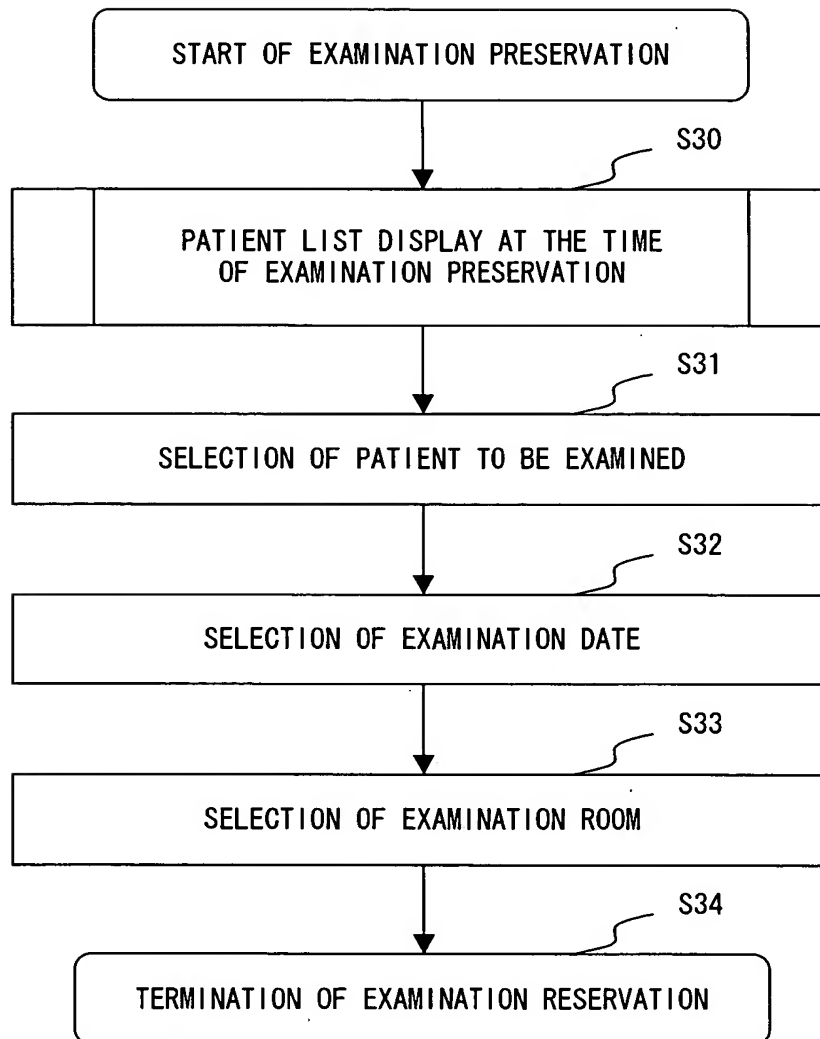 START OF EXAMINATION PRESERVATION
S30
PATIENT LIST DISPLAY AT THE TIME
OF EXAMINATION PRESERVATION
S31
SELECTION OF PATIENT TO BE EXAMINED
S32
SELECTION OF EXAMINATION DATE
S33
SELECTION OF EXAMINATION ROOM
S34
TERMINATION OF EXAMINATION RESERVATION